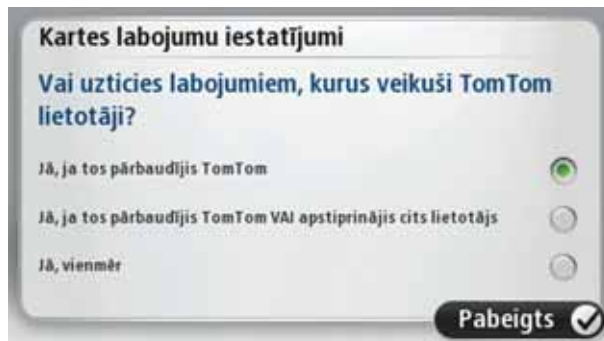 Kartes labojumu iestatījumi
Vai uzticies labojumiem, kurus veikuši TomTom
lietotāji?
Jā, ja tos pārbaudījis TomTom
Jā, ja tos pārbaudījis TomTom VAI apstiprinājis cits lietotājs
Jā, vienmēr
Pabeigts